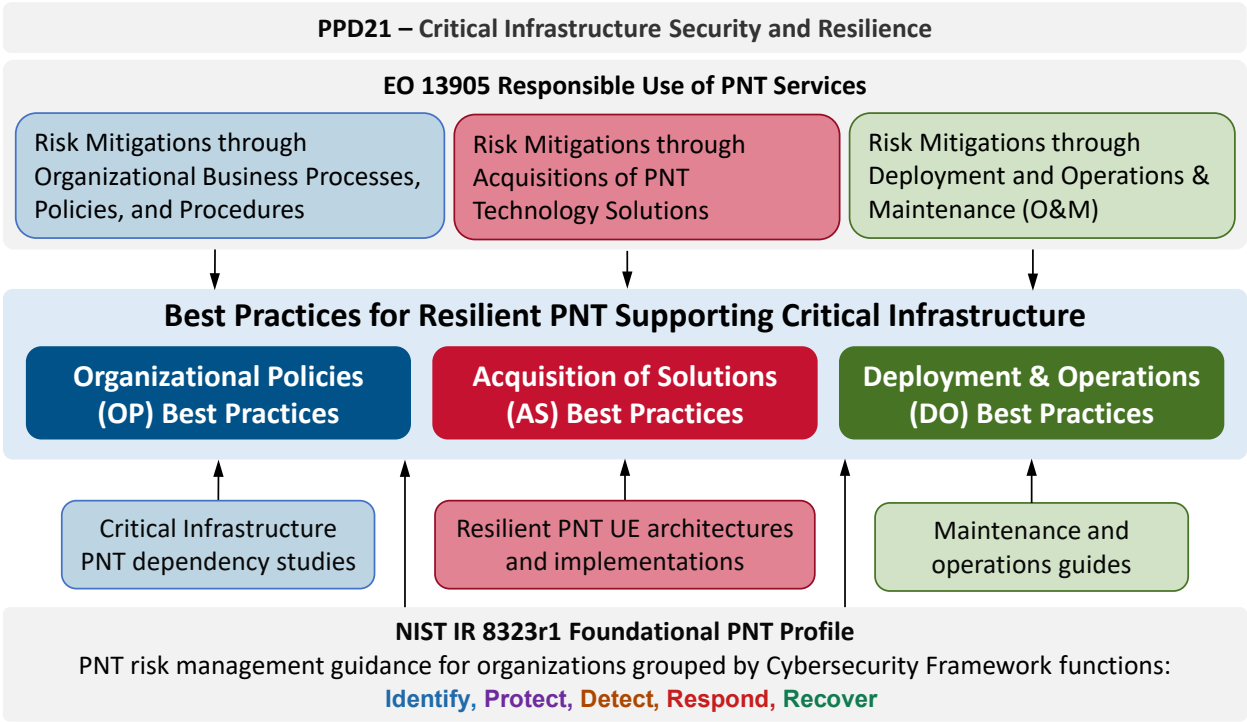 PPD21 – Critical Infrastructure Security and Resilience
EO 13905 Responsible Use of PNT Services
Risk Mitigations through
Organizational Business Processes,
Policies, and Procedures
Risk Mitigations through
Acquisitions of PNT
Technology Solutions
Risk Mitigations through
Deployment and Operations &
Maintenance (O&M)
Best Practices for Resilient PNT Supporting Critical Infrastructure
Organizational Policies
(OP) Best Practices
Acquisition of Solutions
(AS) Best Practices
Deployment & Operations
(DO) Best Practices
Critical Infrastructure
PNT dependency studies
Resilient PNT UE architectures
and implementations
Maintenance and
operations guides
NIST IR 8323r1 Foundational PNT Profile
PNT risk management guidance for organizations grouped by Cybersecurity Framework functions:
Identify, Protect, Detect, Respond, Recover